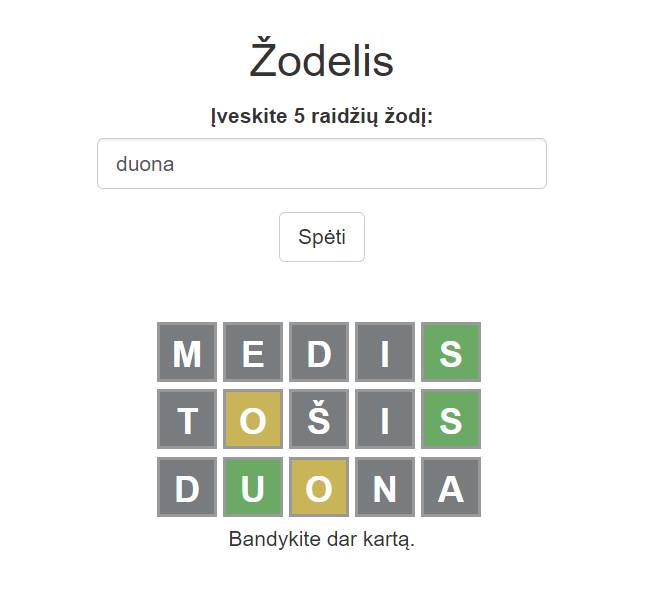 Žodelis
Įveskite 5 raidžių žodį:
duona
Spėti
M E D I S
T O Š I S
D U O N A
Bandykite dar kartą.